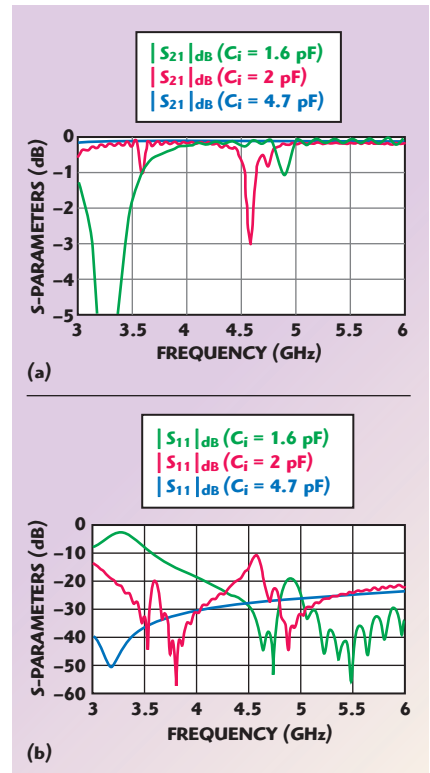 |S21|dB (Ci = 1.6 pF)
|S21|dB (Ci = 2 pF)
|S21|dB (Ci = 4.7 pF)
0
−1
−2
−3
−4
−5
S-PARAMETERS (dB)
3 3.5 4 4.5 5 5.5 6
FREQUENCY (GHz)
(a)
|S11|dB (Ci = 1.6 pF)
|S11|dB (Ci = 2 pF)
|S11|dB (Ci = 4.7 pF)
0
−10
−20
−30
−40
−50
−60
S-PARAMETERS (dB)
3 3.5 4 4.5 5 5.5 6
FREQUENCY (GHz)
(b)